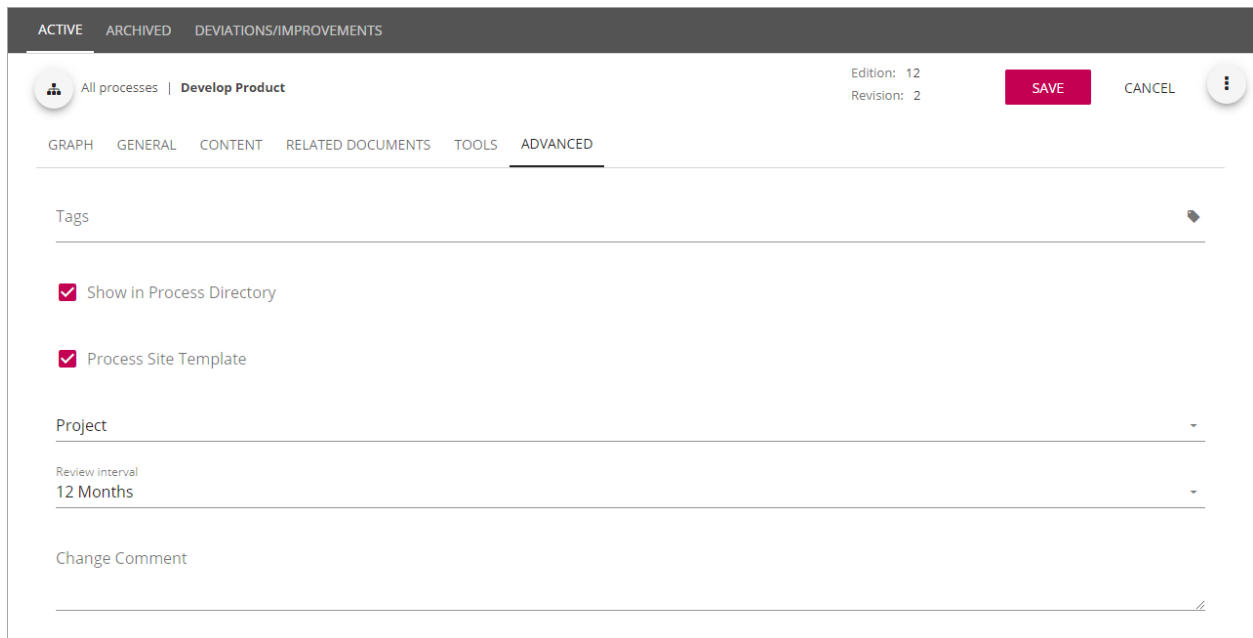 ACTIVE ARCHIVED DEVIATIONS/IMPROVEMENTS
All processes | Develop Product
Edition: 12
Revision: 2
SAVE CANCEL
GRAPH GENERAL CONTENT RELATED DOCUMENTS TOOLS ADVANCED
Tags
Show in Process Directory
Process Site Template
Project
Review interval
12 Months
Change Comment